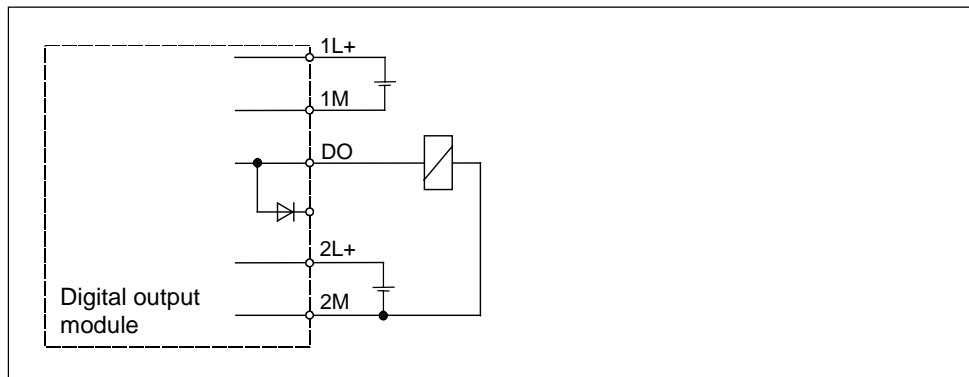 1L+
1M
DO
2L+
2M
Digital output
module